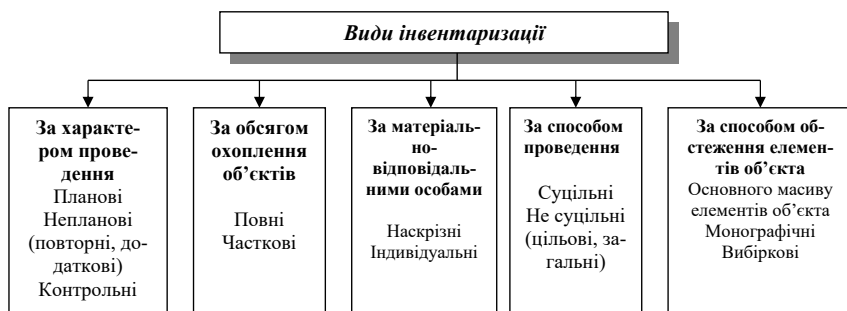 Види інвентаризації
За характе-
ром прове-
дення
Планові
Непланові
(повторні, до-
даткові)
Контрольні
За обсягом
охоплення
об’єктів
Повні
Часткові
За матеріаль-
но-
відповідаль-
ними особами
Наскрізні
Індивідуальні
За способом
проведення
Суцільні
Не суцільні
(цільові, за-
гальні)
За способом об-
стеження елемен-
тів об’єкта
Основного масиву
елементів об’єкта
Монографічні
Вибіркові